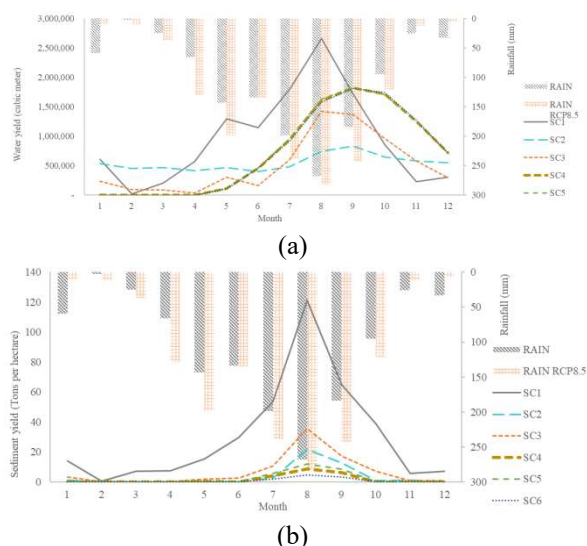 3,000,000
2,500,000
2,000,000
1,500,000
1,000,000
500,000
-
Water yield (cubic meter)
0
50
100
150
200
250
300
Rainfall (mm)
1 2 3 4 5 6 7 8 9 10 11 12
Month
RAIN
RAIN
RCP8.5
SC1
SC2
SC3
SC4
SC5
(a)
140
120
100
80
60
40
20
0
Sediment yield (Tons per hectare)
0
50
100
150
200
250
300
Rainfall (mm)
1 2 3 4 5 6 7 8 9 10 11 12
Month
RAIN
RAIN RCP8.5
SC1
SC2
SC3
SC4
SC5
SC6
(b)